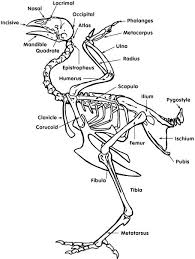 Lacrimal
Nasal
Occipital
Atlas
Phalanges
Incisive
Metacarpus
Mandible
Quadrate
Ulna
Epistropheus
Radius
Humerus
Scapula
Ilium
Pygostyle
Clavicle
Corucoid
Ischium
Femur
Pubis
Fibula
Tibia
Metatarsus